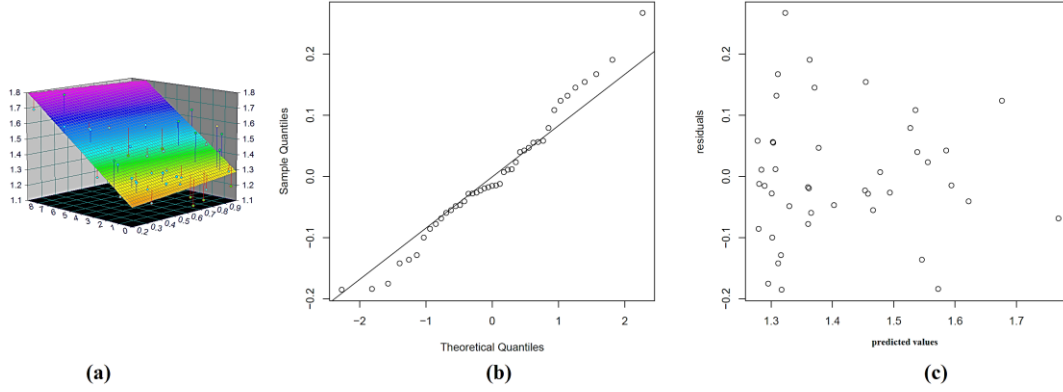 1.8
1.7
1.6
1.5
1.4
1.3
1.2
1.1
1.8
1.7
1.6
1.5
1.4
1.3
1.2
1.1
8 7 6 5 4 3 2 1 0
0.2 0.3 0.4 0.5 0.6 0.7 0.8 0.9
(a)
Sample Quantiles
0.2
0.1
0.0
−0.1
−0.2
−2 −1 0 1 2
Theoretical Quantiles
(b)
residuals
0.2
0.1
0.0
−0.1
−0.2
1.3 1.4 1.5 1.6 1.7
predicted values
(c)